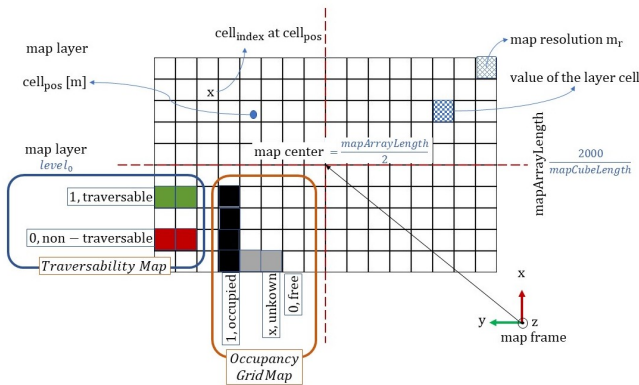 map layer
cell_index at cell_pos
map resolution m_r
cell_pos [m]
x
value of the layer cell
map layer
level_0
map center = mapArrayLength / 2
mapArrayLength
2000 / mapCubeLength
1, traversable
0, non − traversable
Traversability Map
1, occupied
x, unkown
0, free
Occupancy
Grid Map
x
y
z
map frame